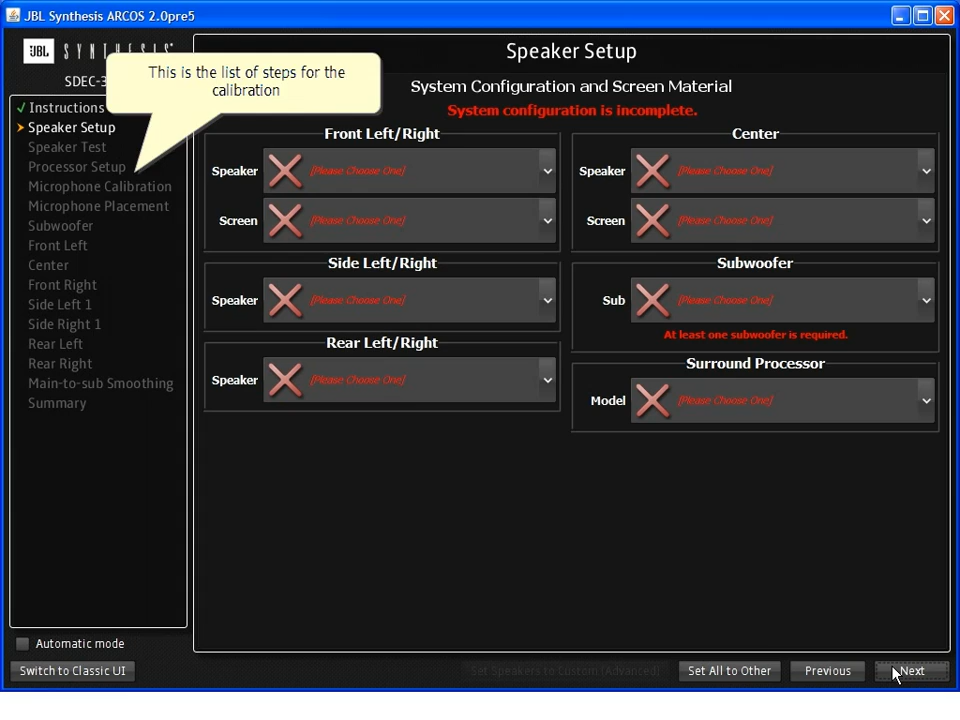 JBL Synthesis ARCOS 2.0pre5
JBL SYNTHESIS
SDEC-3
This is the list of steps for the
calibration
Instructions
Speaker Setup
Speaker Test
Processor Setup
Microphone Calibration
Microphone Placement
Subwoofer
Front Left
Center
Front Right
Side Left 1
Side Right 1
Rear Left
Rear Right
Main-to-sub Smoothing
Summary
Automatic mode
Switch to Classic UI
Speaker Setup
System Configuration and Screen Material
System configuration is incomplete.
Front Left/Right
Speaker [Please Choose One]
Screen [Please Choose One]
Side Left/Right
Speaker [Please Choose One]
Rear Left/Right
Speaker [Please Choose One]
Center
Speaker [Please Choose One]
Screen [Please Choose One]
Subwoofer
Sub [Please Choose One]
At least one subwoofer is required.
Surround Processor
Model [Please Choose One]
Set Speakers to Custom (Advanced)
Set All to Other
Previous
Next